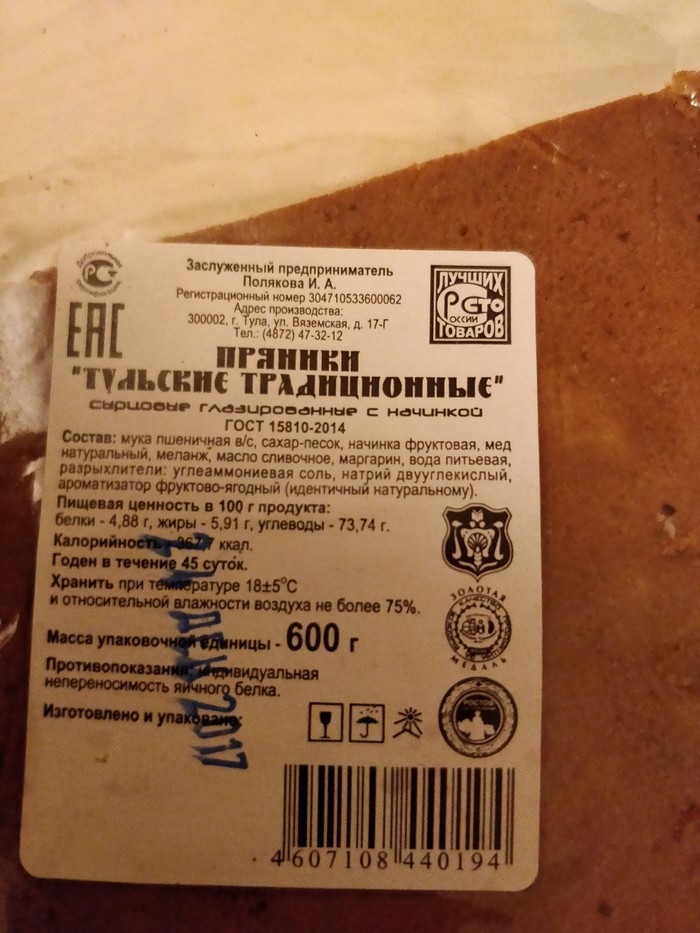 Добровольная сертификация
РС
ЕАС
Заслуженный предприниматель
Полякова И. А.
Регистрационный номер 304710533600062
Адрес производства:
300002, г. Тула, ул. Вяземская, д. 17-Г
Тел.: (4872) 47-32-12
ЛУЧШИХ
СТО
РОССИИ
ТОВАРОВ
ПРЯНИКИ
"ТУЛЬСКИЕ ТРАДИЦИОННЫЕ"
сырцовые глазированные с начинкой
ГОСТ 15810-2014
Состав: мука пшеничная в/с, сахар-песок, начинка фруктовая, мед
натуральный, меланж, масло сливочное, маргарин, вода питьевая,
разрыхлители: углеаммониевая соль, натрий двууглекислый,
ароматизатор фруктово-ягодный (идентичный натуральному).
Пищевая ценность в 100 г продукта:
белки - 4,88 г, жиры - 5,91 г, углеводы - 73,74 г.
Калорийность ккал.
Годен в течение 45 суток.
Хранить при температуре 18±5°С
и относительной влажности воздуха не более 75%.
Масса упаковочной единицы - 600 г
Противопоказания: индивидуальная
непереносимость яичного белка.
Изготовлено и упаковано:
ДЕК 2017
ЗОЛОТАЯ
МЕДАЛЬ
РОСТОВ
4 607108 440194